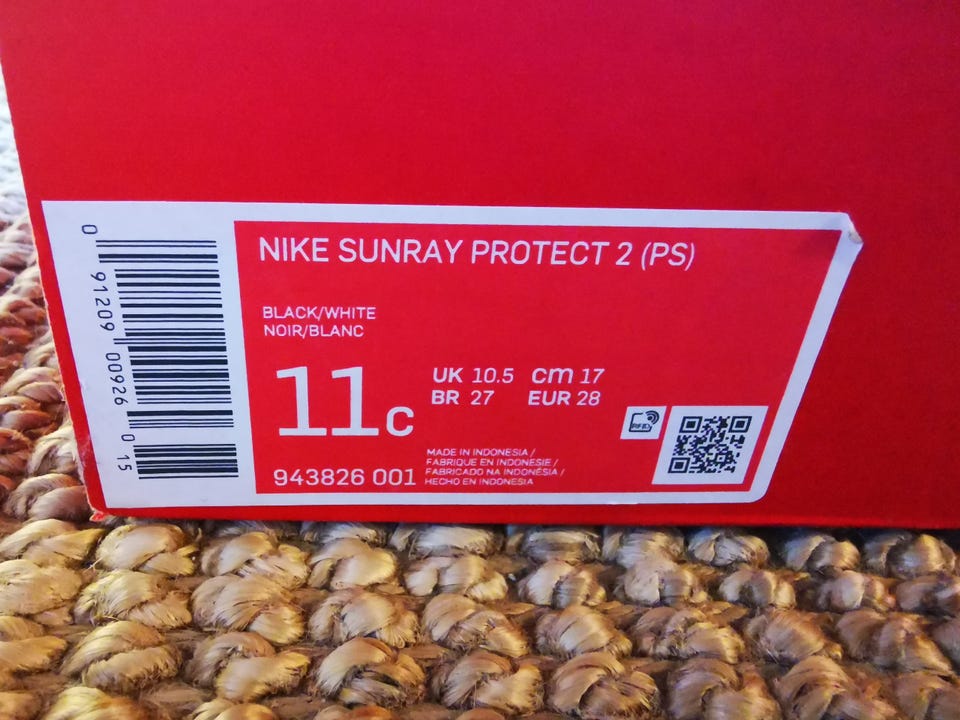 NIKE SUNRAY PROTECT 2 (PS)
BLACK/WHITE
NOIR/BLANC
11c
UK 10.5 cm 17
BR 27 EUR 28
RFID
943826 001
MADE IN INDONESIA /
FABRIQUE EN INDONESIE /
FABRICADO NA INDONÉSIA /
HECHO EN INDONESIA
0 91209 00926 0 15